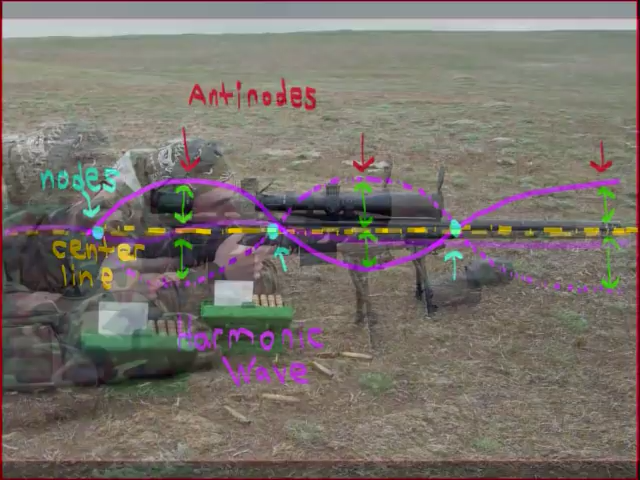 Antinodes
nodes
center
line
Harmonic
Wave